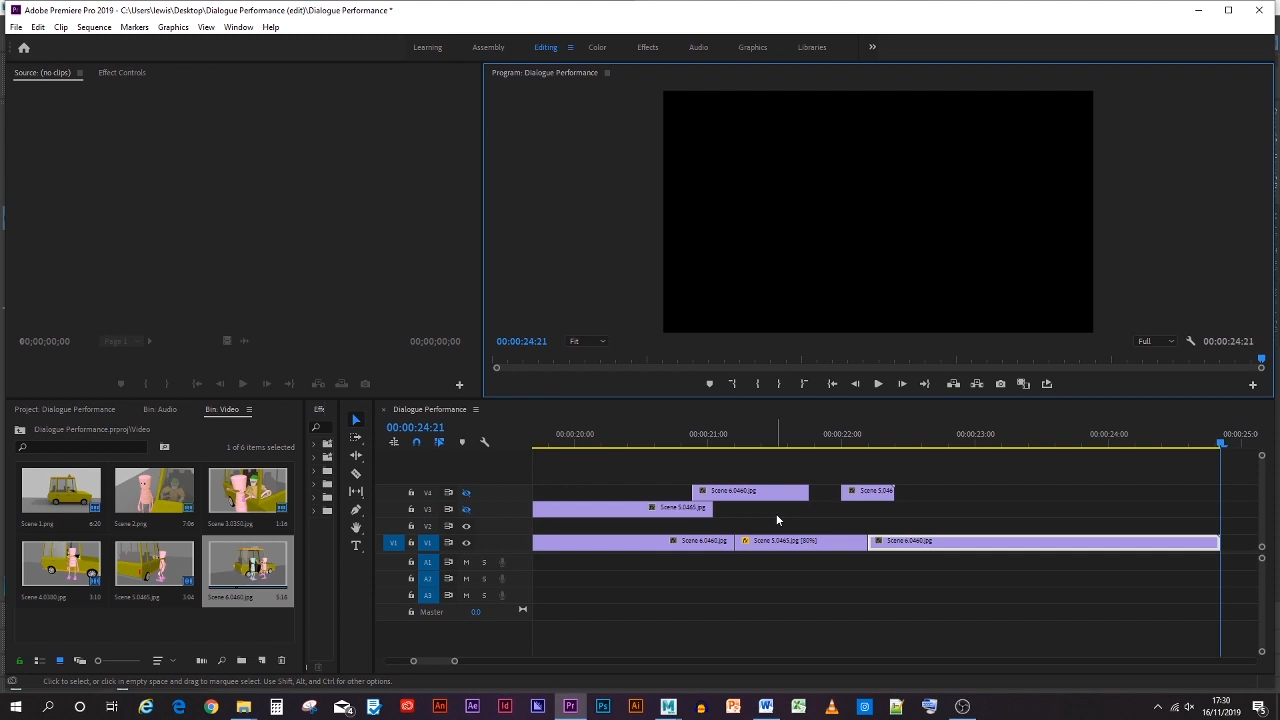 Adobe Premiere Pro 2019 - C:\Users\lewis\Desktop\Dialogue Performance (edit)\Dialogue Performance *
File Edit Clip Sequence Markers Graphics View Window Help
Learning Assembly Editing Color Effects Audio Graphics Libraries
Source: (no clips) Effect Controls
Program: Dialogue Performance
00;00;00;00 Page 1 00;00;00;00
00:00:24:21 Fit Full 00:00:24:21
Project: Dialogue Performance Bin: Audio Bin: Video
Dialogue Performance.prproj\Video
1 of 6 items selected
Scene 1.png 6:20 Scene 2.png 7:06 Scene 3.0350.jpg 1:16
Scene 4.0380.jpg 3:10 Scene 5.0465.jpg 3:04 Scene 6.0460.jpg 5:16
Dialogue Performance
00:00:24:21
00:00:20:00 00:00:21:00 00:00:22:00 00:00:23:00 00:00:24:00 00:00:25:0
V4 Scene 6.0460.jpg Scene 5.046
V3 Scene 5.0465.jpg
V2
V1 V1 Scene 6.0460.jpg Scene 5.0465.jpg [80%] Scene 6.0460.jpg
A1 M S
A2 M S
A3 M S
Master 0.0
Click to select, or click in empty space and drag to marquee select. Use Shift, Alt, and Ctrl for other options.
17:30
16/11/2019